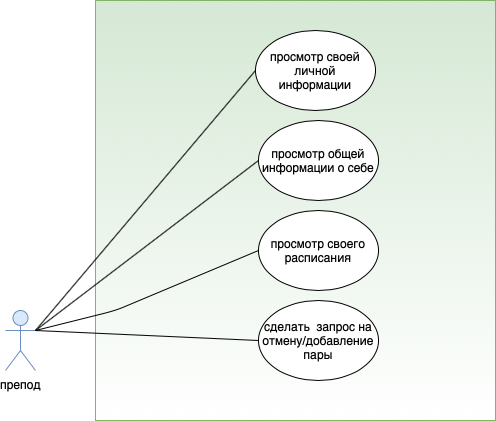 просмотр своей
личной
информации
просмотр общей
информации о себе
просмотр своего
расписания
сделать запрос на
отмену/добавление
пары
препод